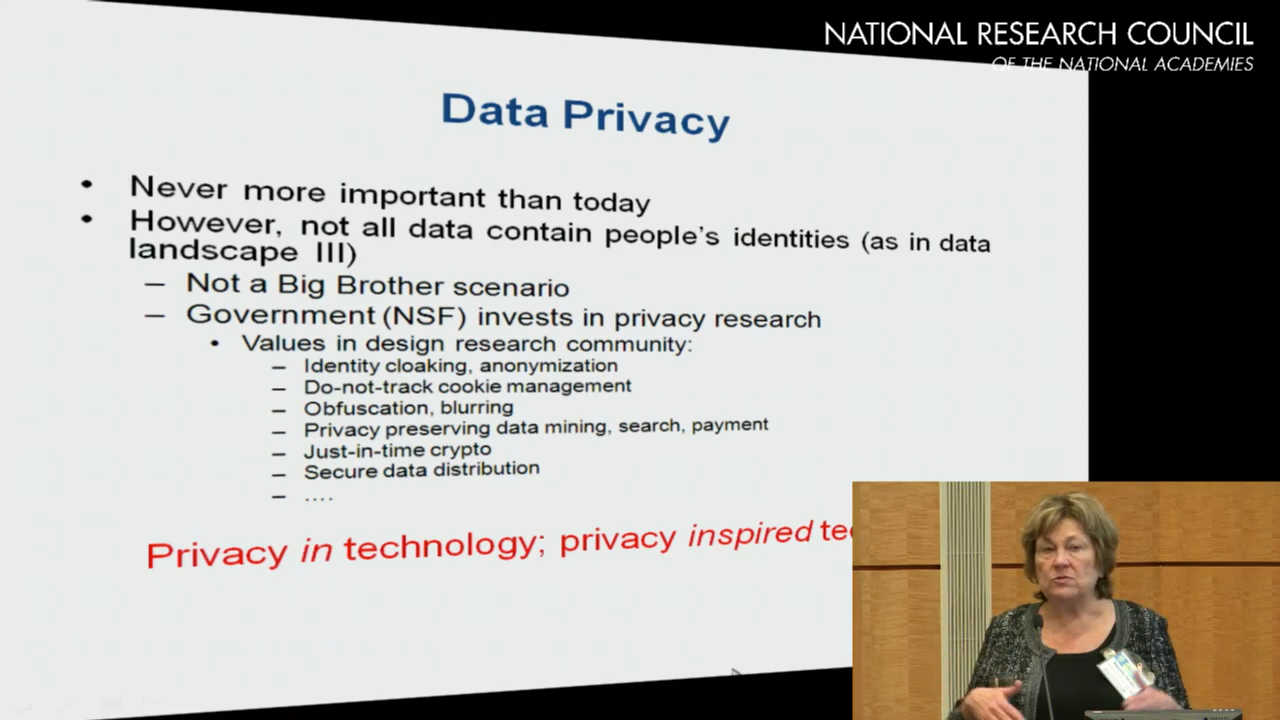 NATIONAL RESEARCH COUNCIL
OF THE NATIONAL ACADEMIES
Data Privacy
• Never more important than today
• However, not all data contain people's identities (as in data
landscape III)
– Not a Big Brother scenario
– Government (NSF) invests in privacy research
• Values in design research community:
– Identity cloaking, anonymization
– Do-not-track cookie management
– Obfuscation, blurring
– Privacy preserving data mining, search, payment
– Just-in-time crypto
– Secure data distribution
– ....
Privacy in technology; privacy inspired